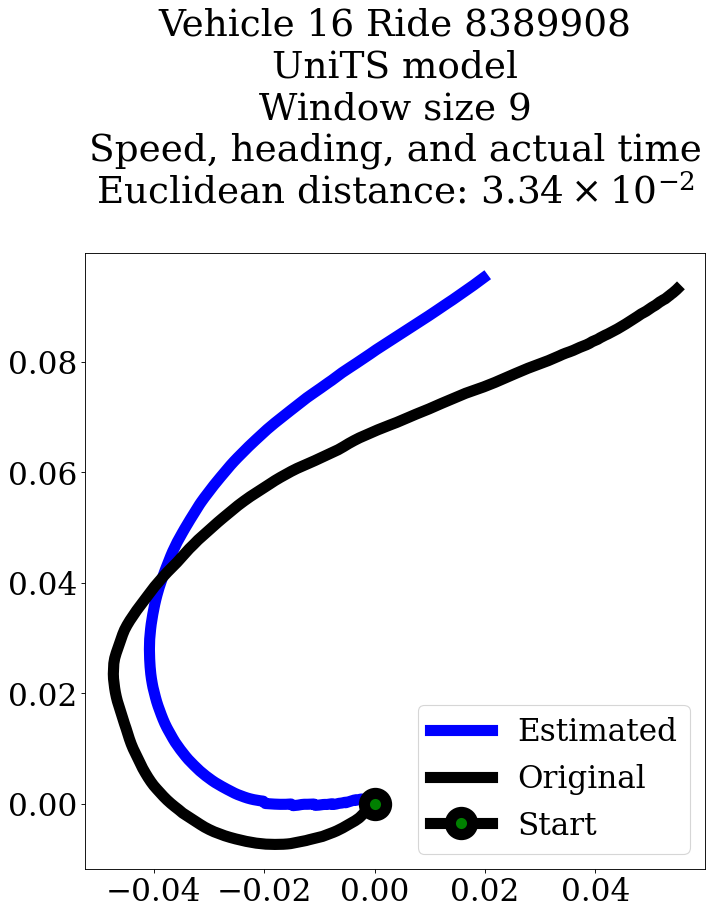 Vehicle 16 Ride 8389908
UniTS model
Window size 9
Speed, heading, and actual time
Euclidean distance: 3.34 × 10⁻²
0.08
0.06
0.04
0.02
0.00
Estimated
Original
Start
−0.04 −0.02 0.00 0.02 0.04